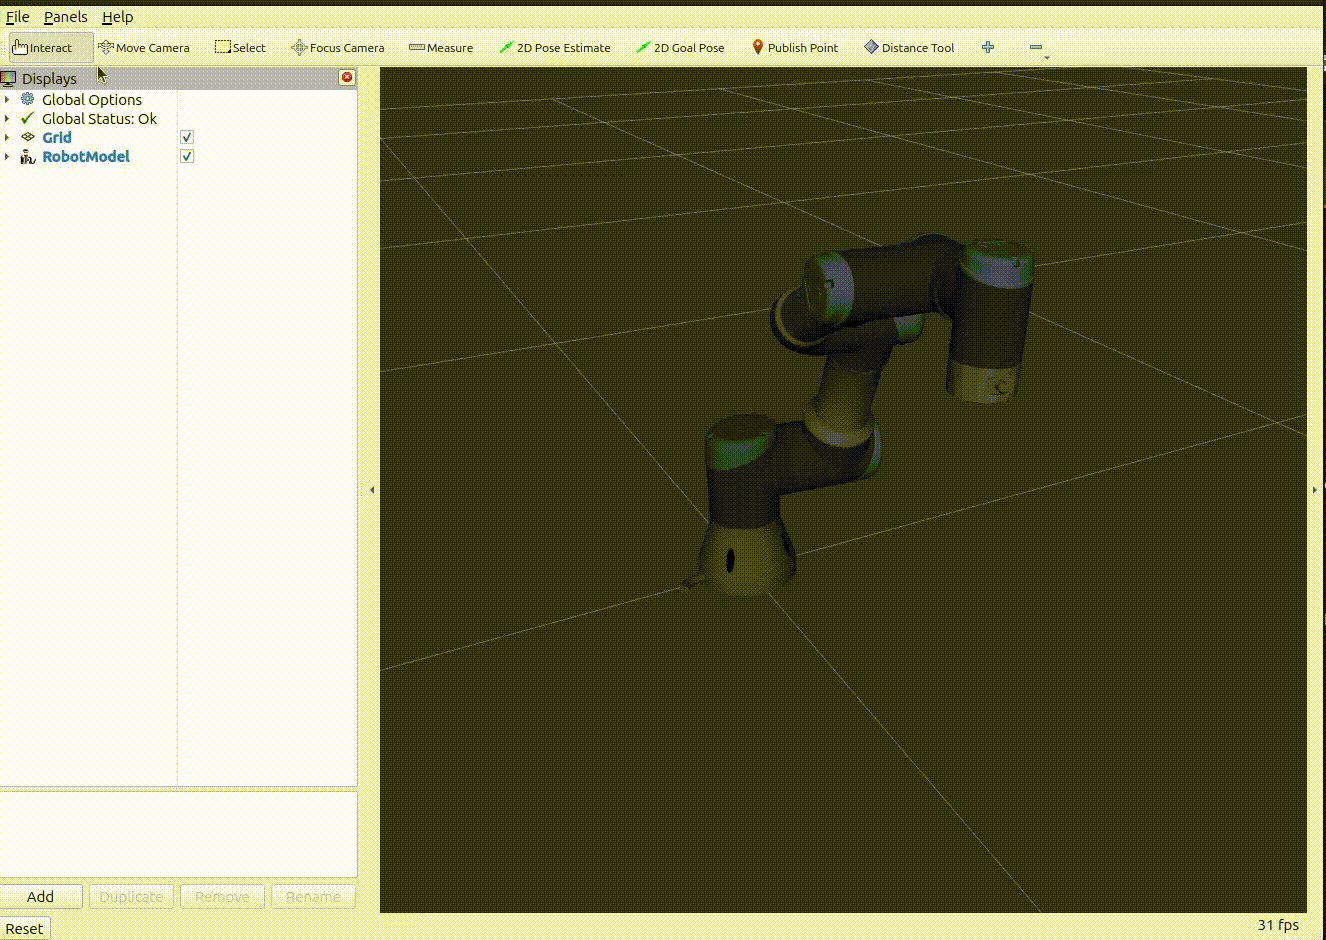 File Panels Help
Interact Move Camera Select Focus Camera Measure 2D Pose Estimate 2D Goal Pose Publish Point Distance Tool
Displays
Global Options
Global Status: Ok
Grid
RobotModel
Add Duplicate Remove Rename
Reset
31 fps